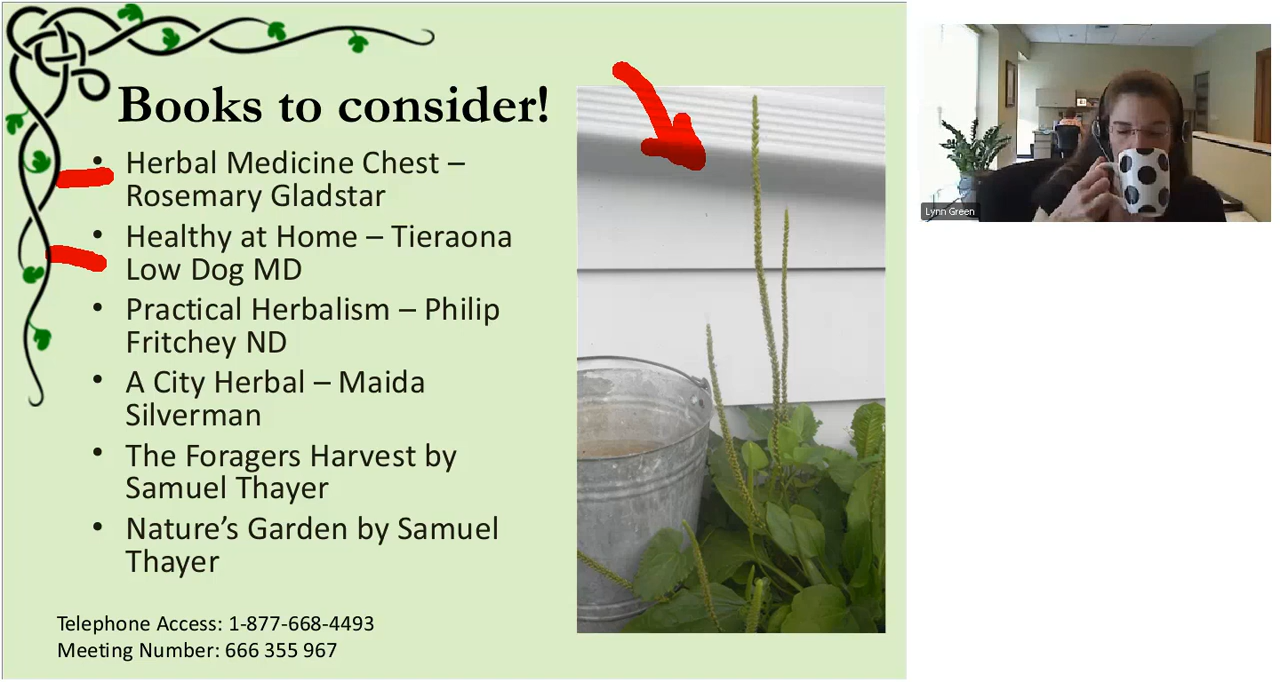 Books to consider!
• Herbal Medicine Chest –
Rosemary Gladstar
• Healthy at Home – Tieraona
Low Dog MD
• Practical Herbalism – Philip
Fritchey ND
• A City Herbal – Maida
Silverman
• The Foragers Harvest by
Samuel Thayer
• Nature’s Garden by Samuel
Thayer
Telephone Access: 1-877-668-4493
Meeting Number: 666 355 967
Lynn Green